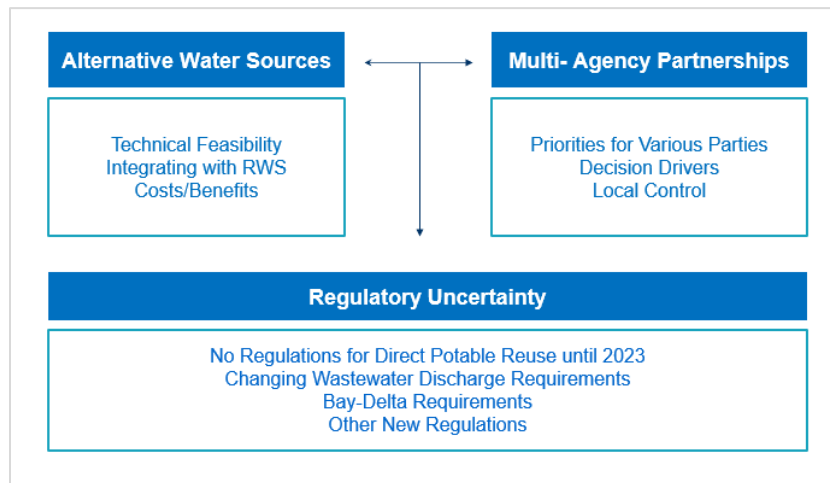 Alternative Water Sources
Technical Feasibility
Integrating with RWS
Costs/Benefits
Multi- Agency Partnerships
Priorities for Various Parties
Decision Drivers
Local Control
Regulatory Uncertainty
No Regulations for Direct Potable Reuse until 2023
Changing Wastewater Discharge Requirements
Bay-Delta Requirements
Other New Regulations